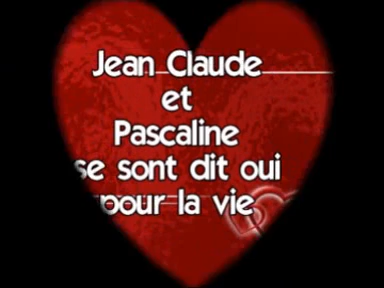 Jean Claude
et
Pascaline
se sont dit oui
pour la vie